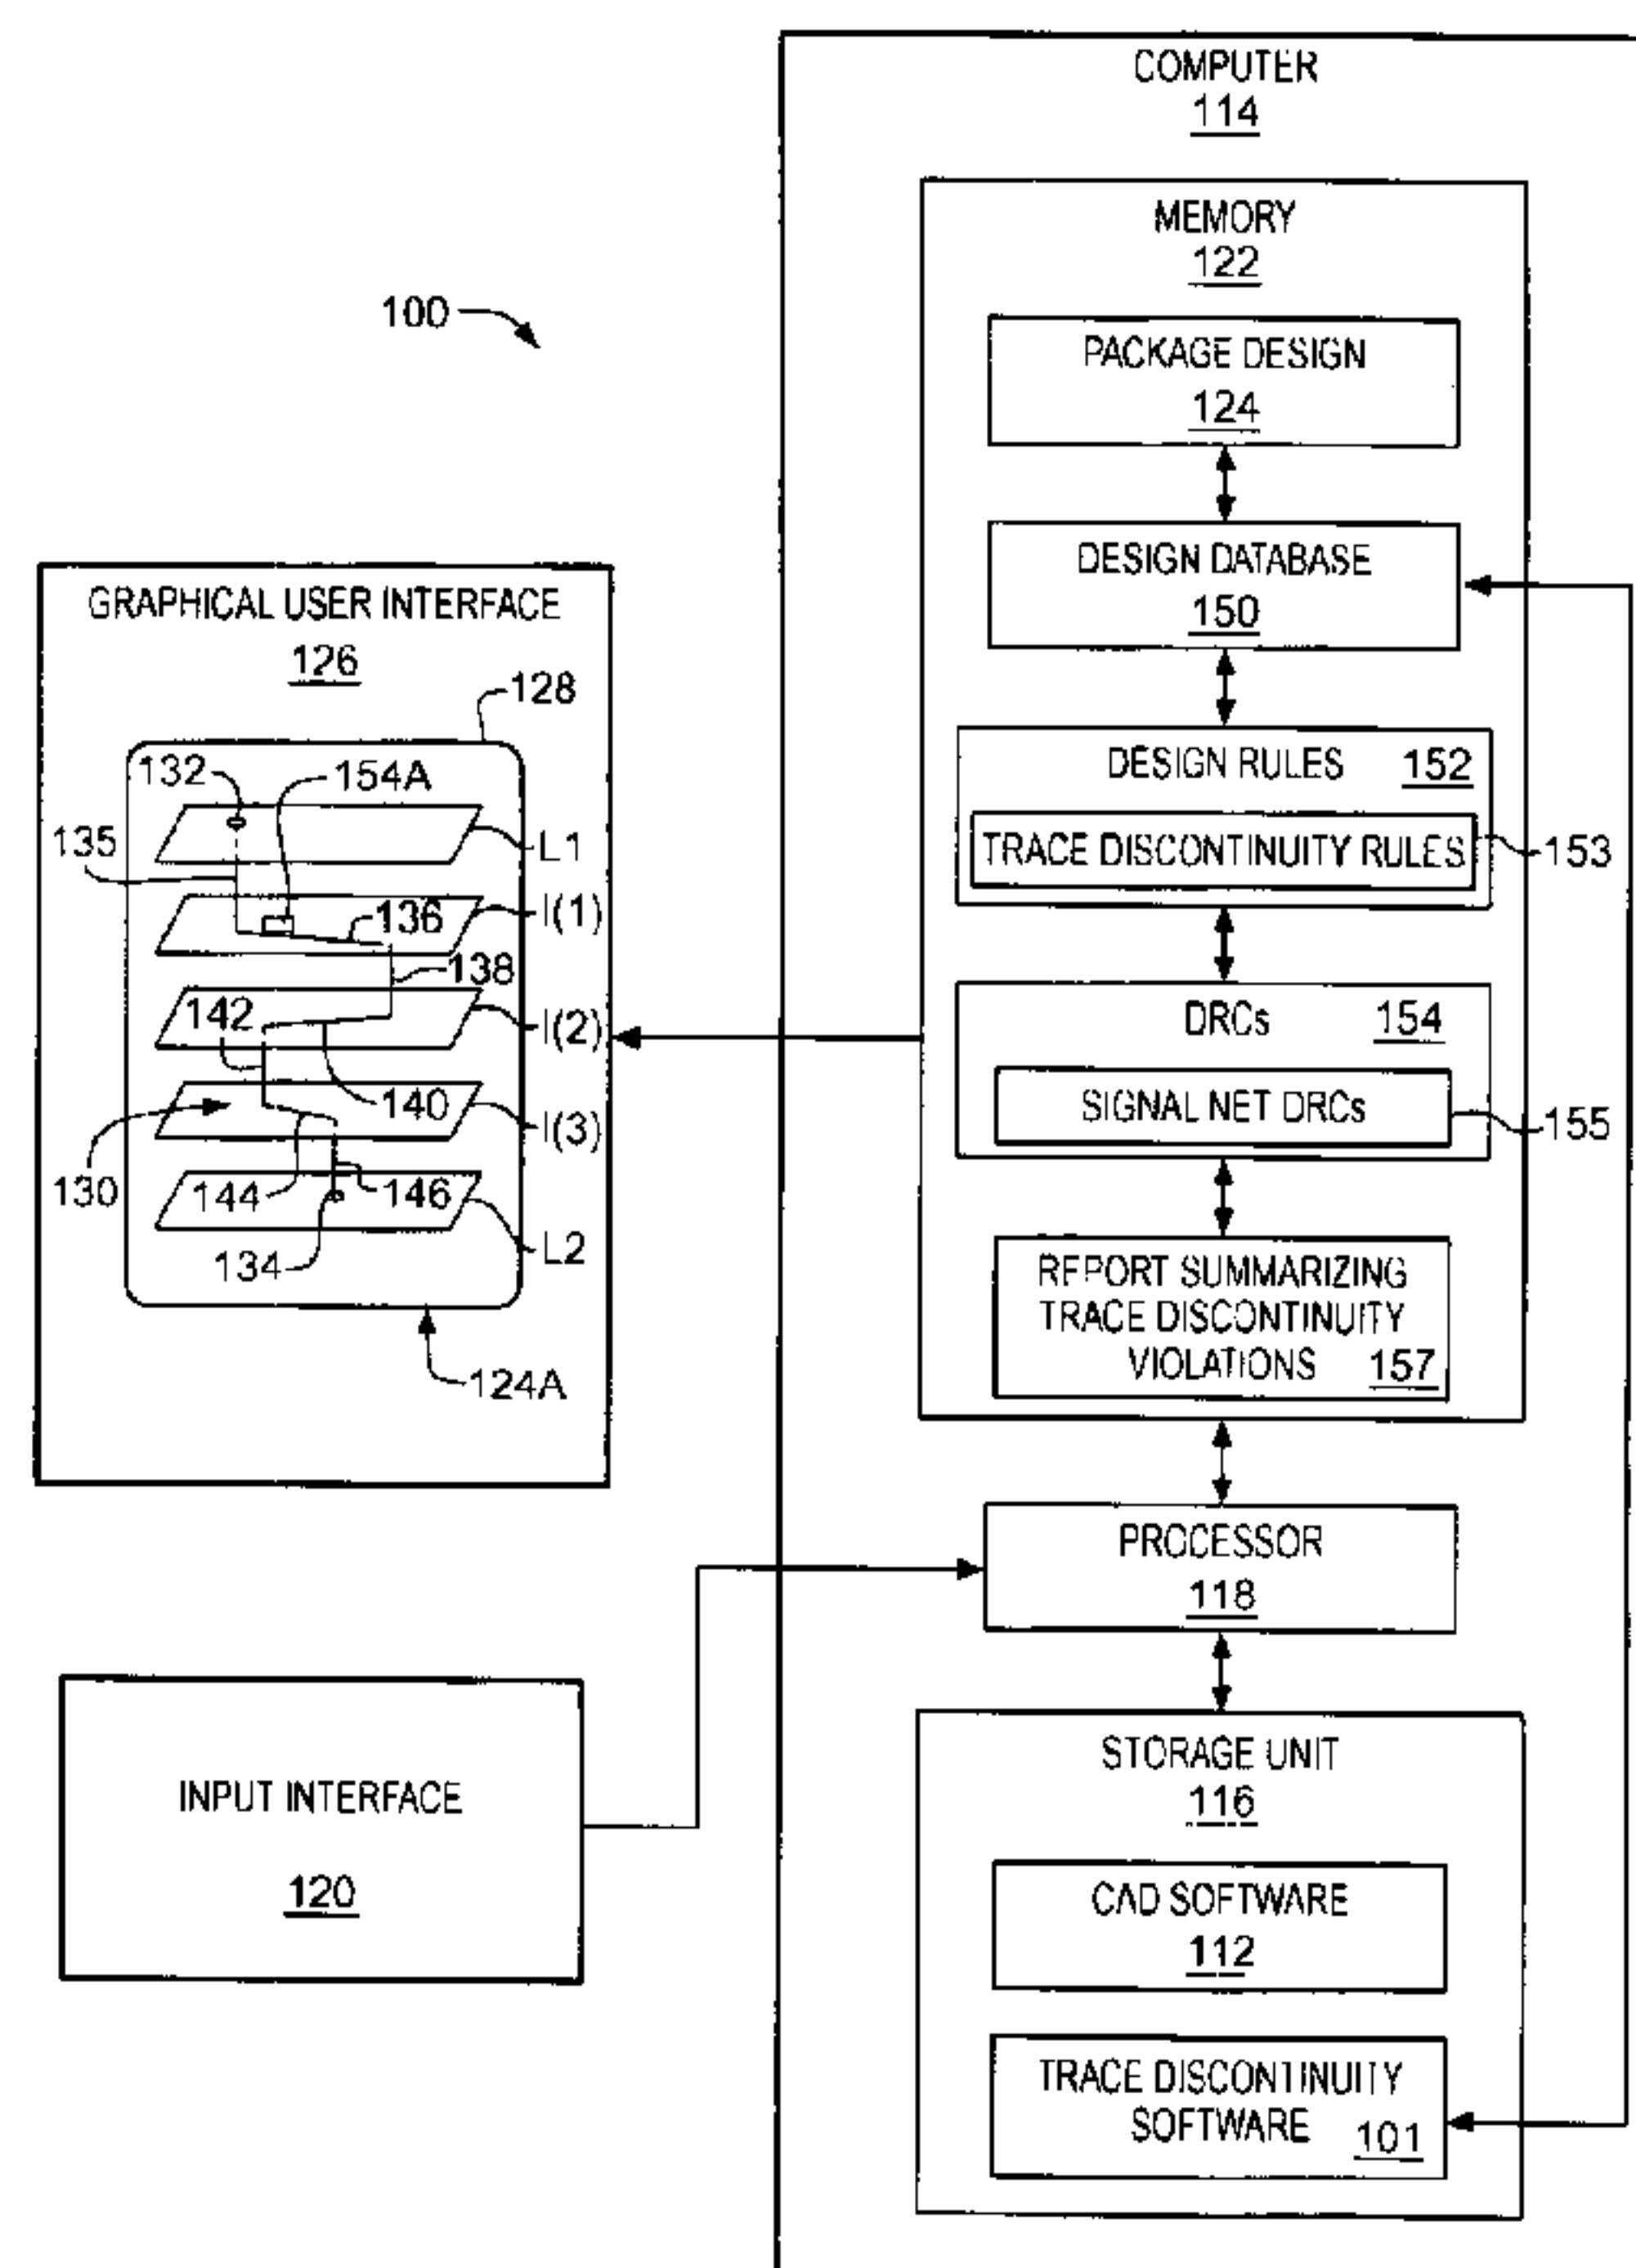 COMPUTER
114
MEMORY
122
100
PACKAGE DESIGN
124
DESIGN DATABASE
150
GRAPHICAL USER INTERFACE
126
128
132
154A
135
L1
I(1)
136
138
142
I(2)
140
I(3)
130
144
146
134
L2
124A
DESIGN RULES 152
TRACE DISCONTINUITY RULES
153
DRCs 154
SIGNAL NET DRCs
155
REPORT SUMMARIZING
TRACE DISCONTINUITY
VIOLATIONS 157
PROCESSOR
118
INPUT INTERFACE
120
STORAGE UNIT
116
CAD SOFTWARE
112
TRACE DISCONTINUITY
SOFTWARE 101